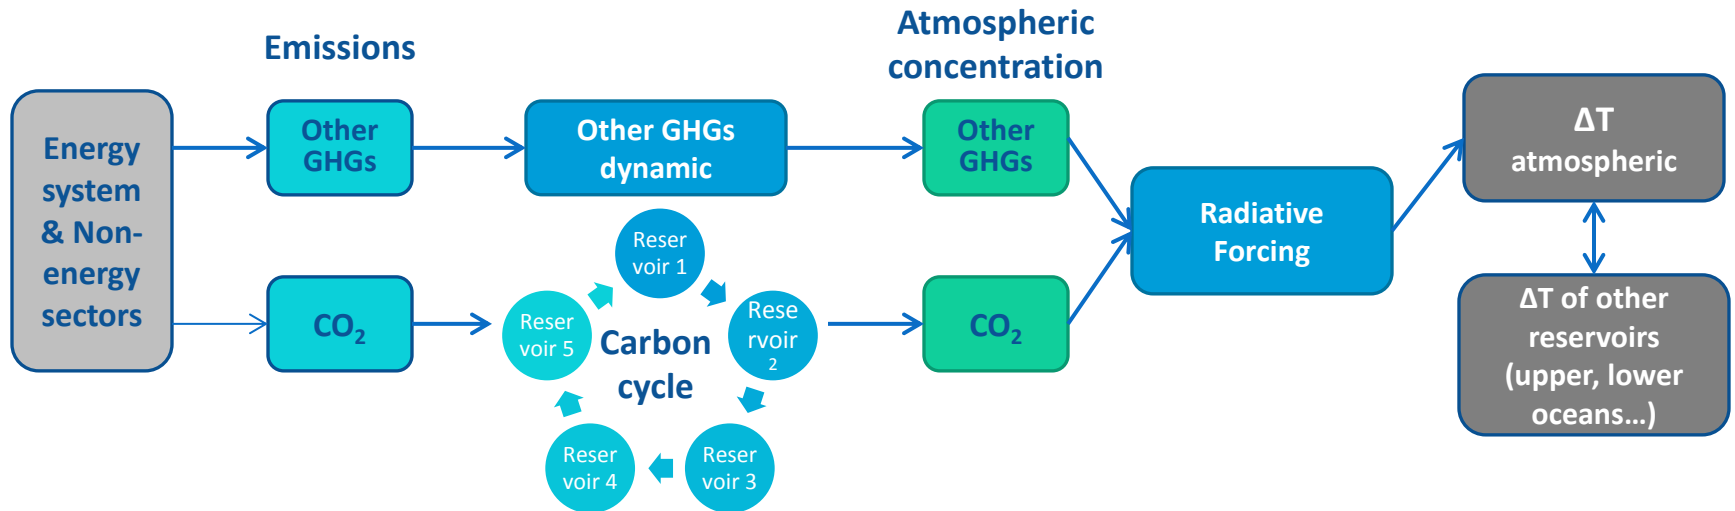 Emissions
Atmospheric
concentration
Energy
system
& Non-
energy
sectors
Other
GHGs
Other GHGs
dynamic
Other
GHGs
Radiative
Forcing
ΔT
atmospheric
CO₂
Reser
voir 1
Rese
rvoir
2
Reser
voir 3
Reser
voir 4
Reser
voir 5
Carbon
cycle
CO₂
ΔT of other
reservoirs
(upper, lower
oceans…)